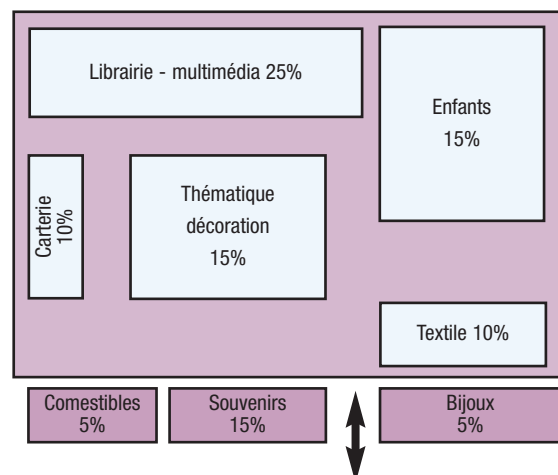 Librairie - multimédia 25%
Enfants
15%
Carterie
10%
Thématique
décoration
15%
Textile 10%
Comestibles
5%
Souvenirs
15%
Bijoux
5%